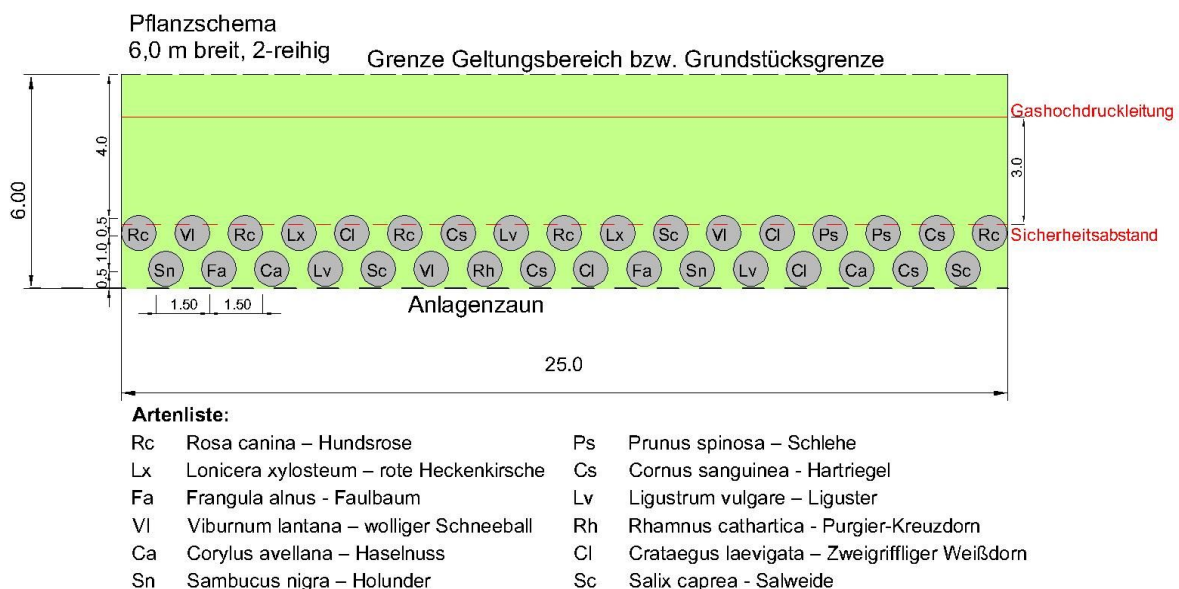 Pflanzschema
6,0 m breit, 2-reihig
Grenze Geltungsbereich bzw. Grundstücksgrenze
Gashochdruckleitung
4.0
3.0
6.00
0.5
Rc Vl Rc Lx Cl Rc Cs Lv Rc Lx Sc Vl Cl Ps Ps Cs Rc
Sicherheitsabstand
1.0
Sn Fa Ca Lv Sc Vl Rh Cs Cl Fa Sn Lv Cl Ca Cs Sc
0.5
1.50 1.50
Anlagenzaun
25.0
Artenliste:
Rc Rosa canina – Hundsrose
Lx Lonicera xylosteum – rote Heckenkirsche
Fa Frangula alnus - Faulbaum
Vl Viburnum lantana – wolliger Schneeball
Ca Corylus avellana – Haselnuss
Sn Sambucus nigra – Holunder
Ps Prunus spinosa – Schlehe
Cs Cornus sanguinea - Hartriegel
Lv Ligustrum vulgare – Liguster
Rh Rhamnus cathartica - Purgier-Kreuzdorn
Cl Crataegus laevigata – Zweigriffliger Weißdorn
Sc Salix caprea - Salweide